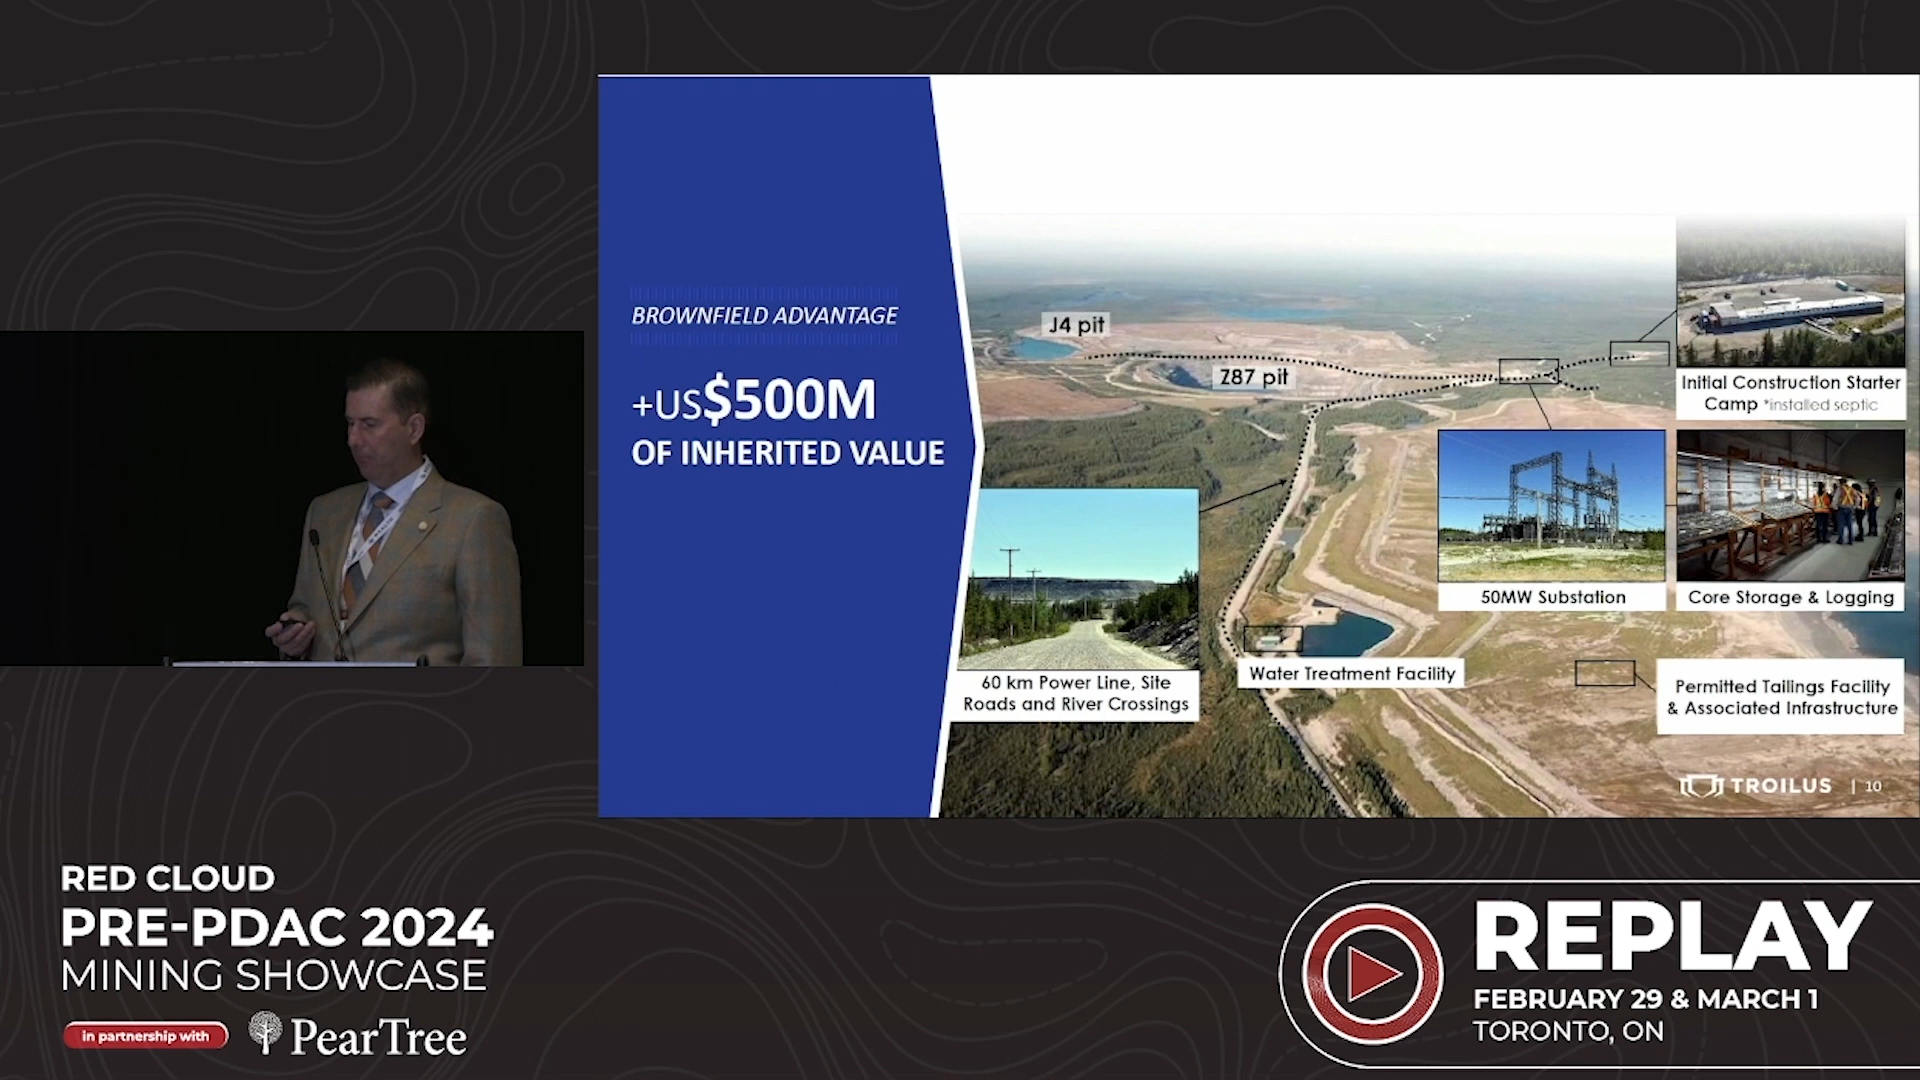 BROWNFIELD ADVANTAGE
+US$500M
OF INHERITED VALUE
J4 pit
Z87 pit
Initial Construction Starter
Camp *installed septic
50MW Substation
Core Storage & Logging
60 km Power Line, Site
Roads and River Crossings
Water Treatment Facility
Permitted Tailings Facility
& Associated Infrastructure
TROILUS | 10
RED CLOUD
PRE-PDAC 2024
MINING SHOWCASE
in partnership with PearTree
REPLAY
FEBRUARY 29 & MARCH 1
TORONTO, ON